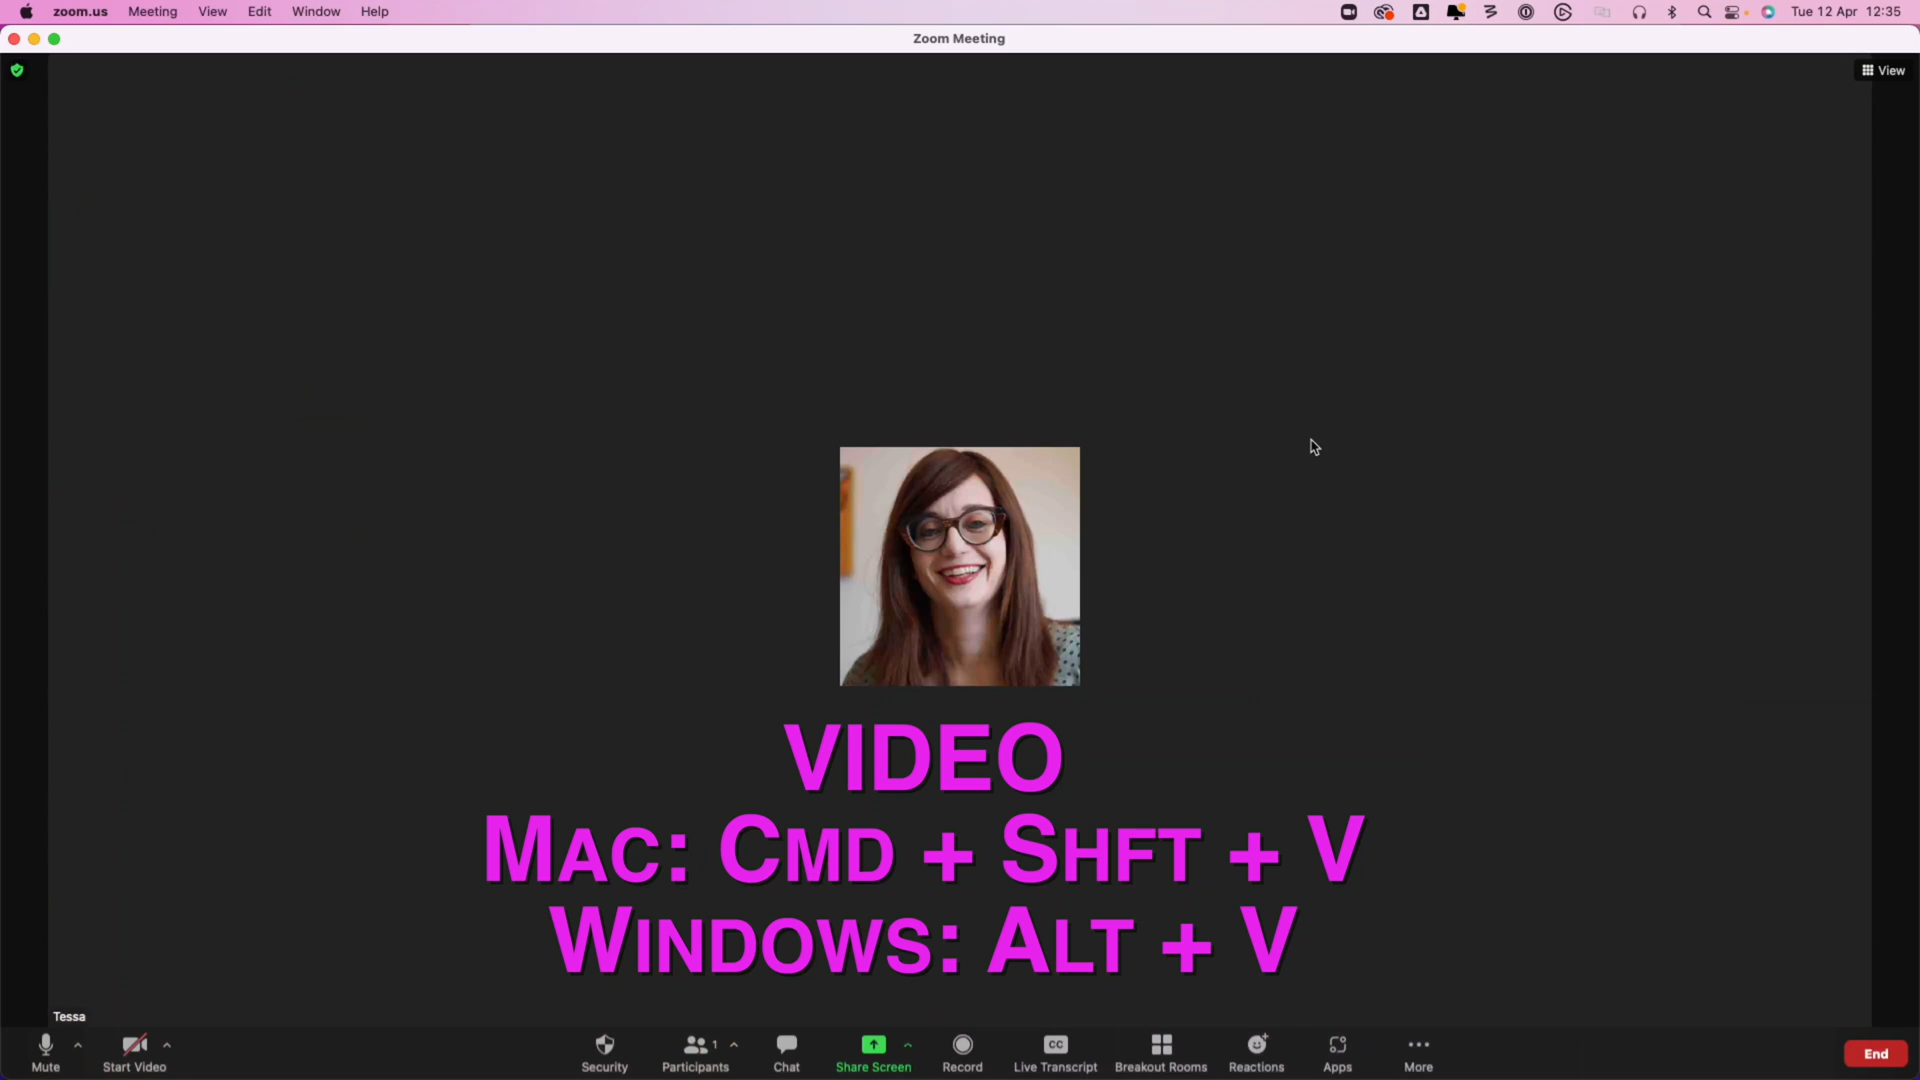 zoom.us Meeting View Edit Window Help Tue 12 Apr 12:35
Zoom Meeting
View
VIDEO
MAC: CMD + SHFT + V
WINDOWS: ALT + V
Tessa
CC
1
Mute Start Video Security Participants Chat Share Screen Record Live Transcript Breakout Rooms Reactions Apps More End